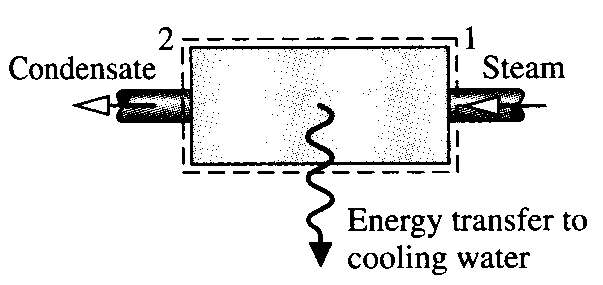 2
1
Condensate
Steam
Energy transfer to
cooling water